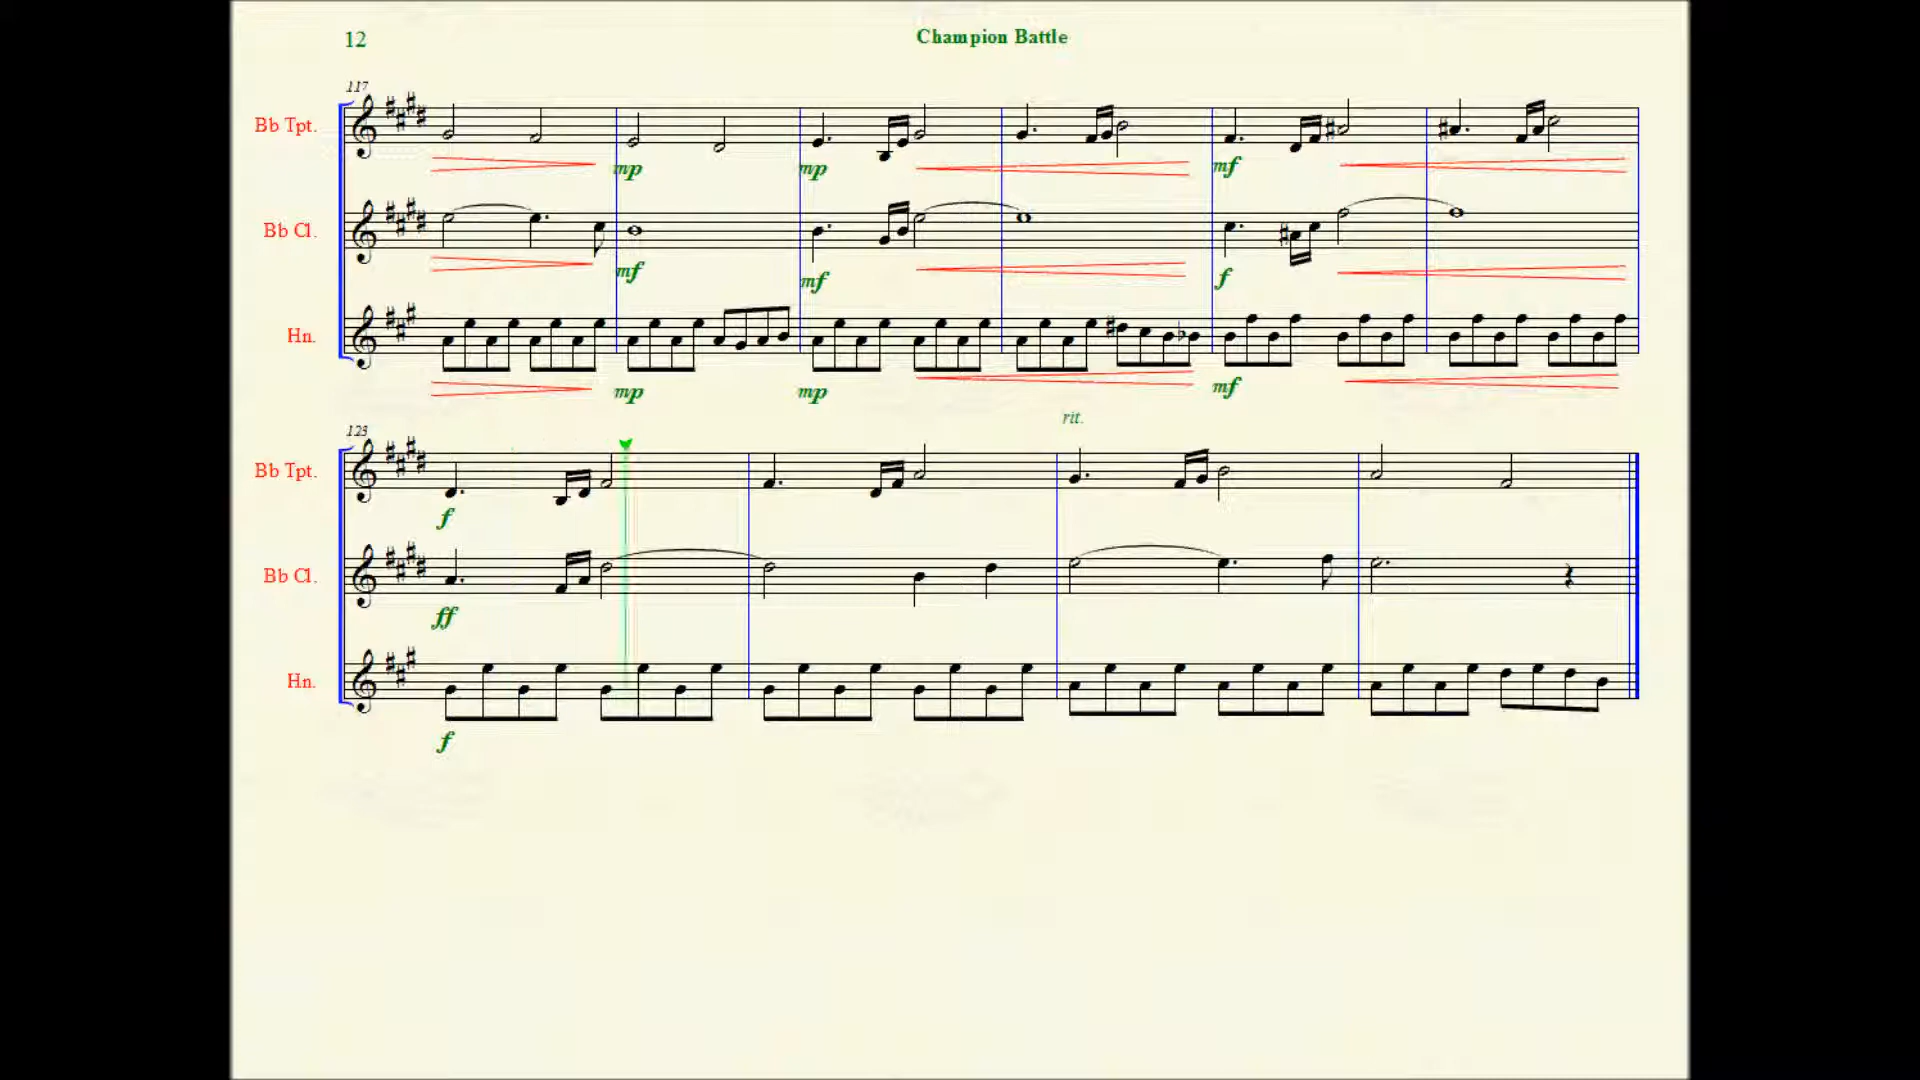 12
Champion Battle
117
Bb Tpt.
mp mp mf
Bb Cl.
mf mf f
Hn.
mp mp mf
rit.
123
Bb Tpt.
f
Bb Cl.
ff
Hn.
f